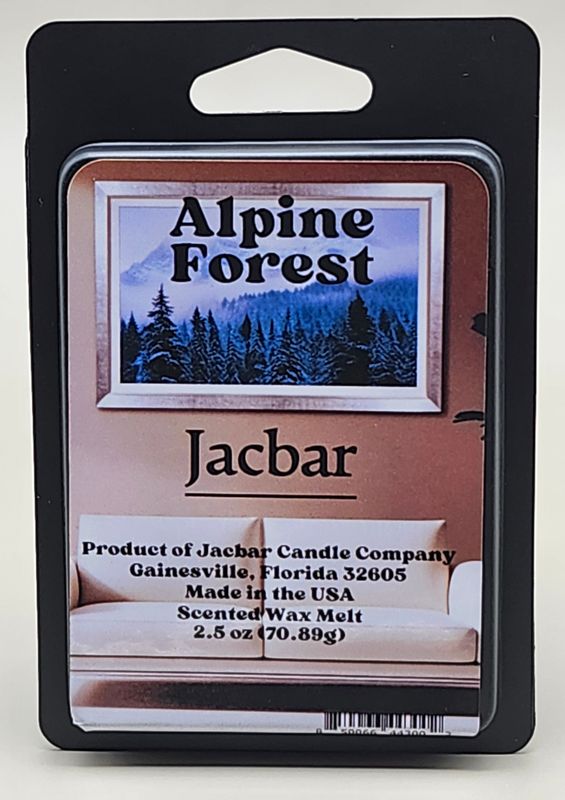 Alpine
Forest
Jacbar
Product of Jacbar Candle Company
Gainesville, Florida 32605
Made in the USA
Scented Wax Melt
2.5 oz (70.89g)